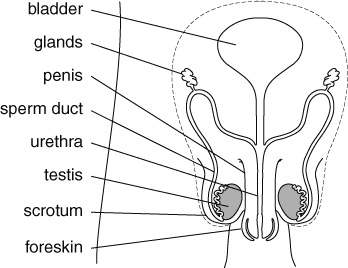 bladder
glands
penis
sperm duct
urethra
testis
scrotum
foreskin